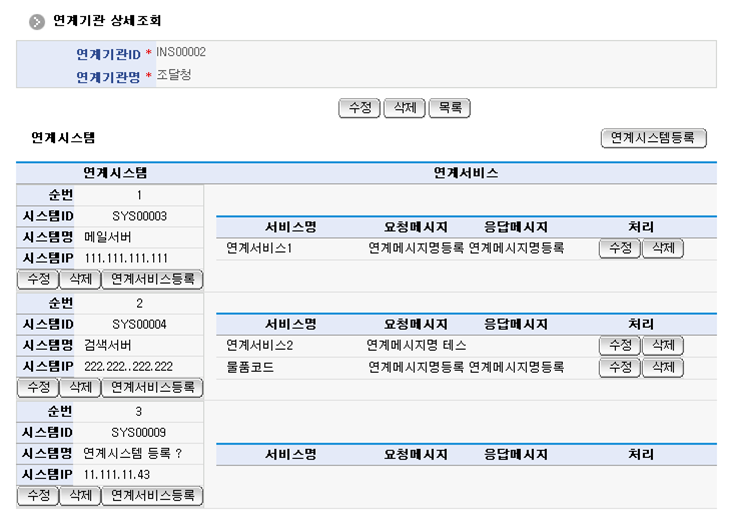 연계기관 상세조회
연계기관ID * INS00002
연계기관명 * 조달청
수정 삭제 목록
연계시스템 연계시스템등록
연계시스템 연계서비스
순번 1
시스템ID SYS00003
시스템명 메일서버
시스템IP 111.111.111.111
수정 삭제 연계서비스등록
서비스명 요청메시지 응답메시지 처리
연계서비스1 연계메시지명등록 연계메시지명등록 수정 삭제
순번 2
시스템ID SYS00004
시스템명 검색서버
시스템IP 222.222..222.222
수정 삭제 연계서비스등록
서비스명 요청메시지 응답메시지 처리
연계서비스2 연계메시지명 테스 수정 삭제
물품코드 연계메시지명등록 연계메시지명등록 수정 삭제
순번 3
시스템ID SYS00009
시스템명 연계시스템 등록 ?
시스템IP 11.111.11.43
수정 삭제 연계서비스등록
서비스명 요청메시지 응답메시지 처리